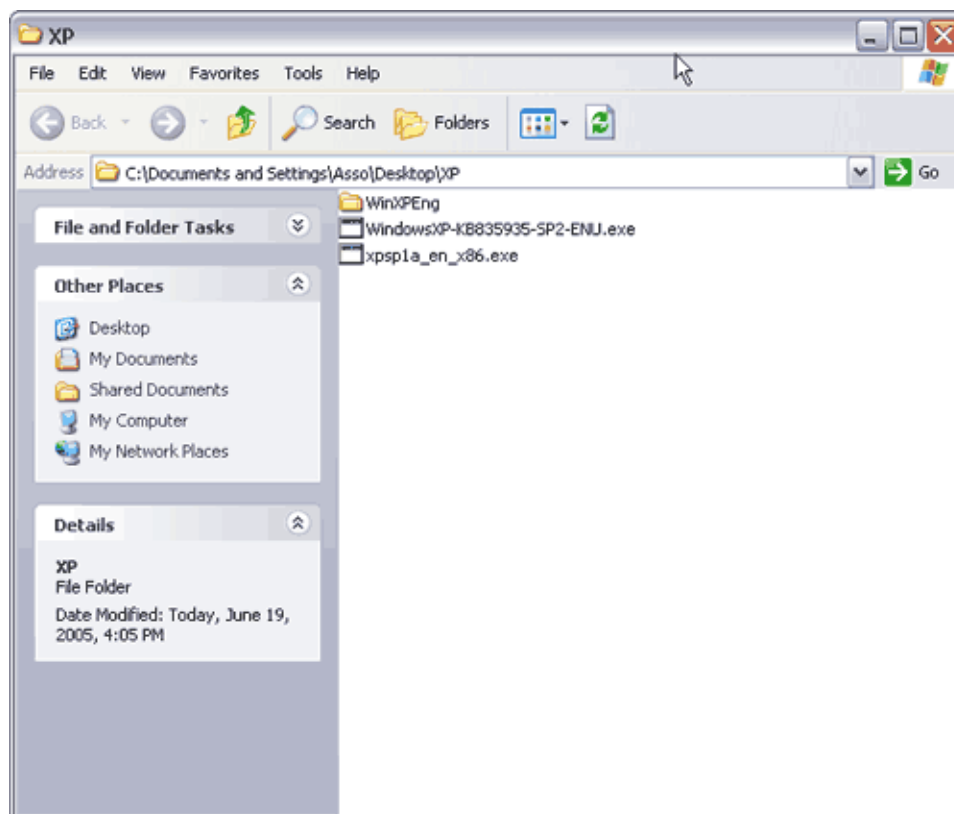 XP
File Edit View Favorites Tools Help
Back Search Folders
Address C:\Documents and Settings\Asso\Desktop\XP Go
File and Folder Tasks
Other Places
Desktop
My Documents
Shared Documents
My Computer
My Network Places
Details
XP
File Folder
Date Modified: Today, June 19,
2005, 4:05 PM
WinXPEng
WindowsXP-KB835935-SP2-ENU.exe
xpsp1a_en_x86.exe